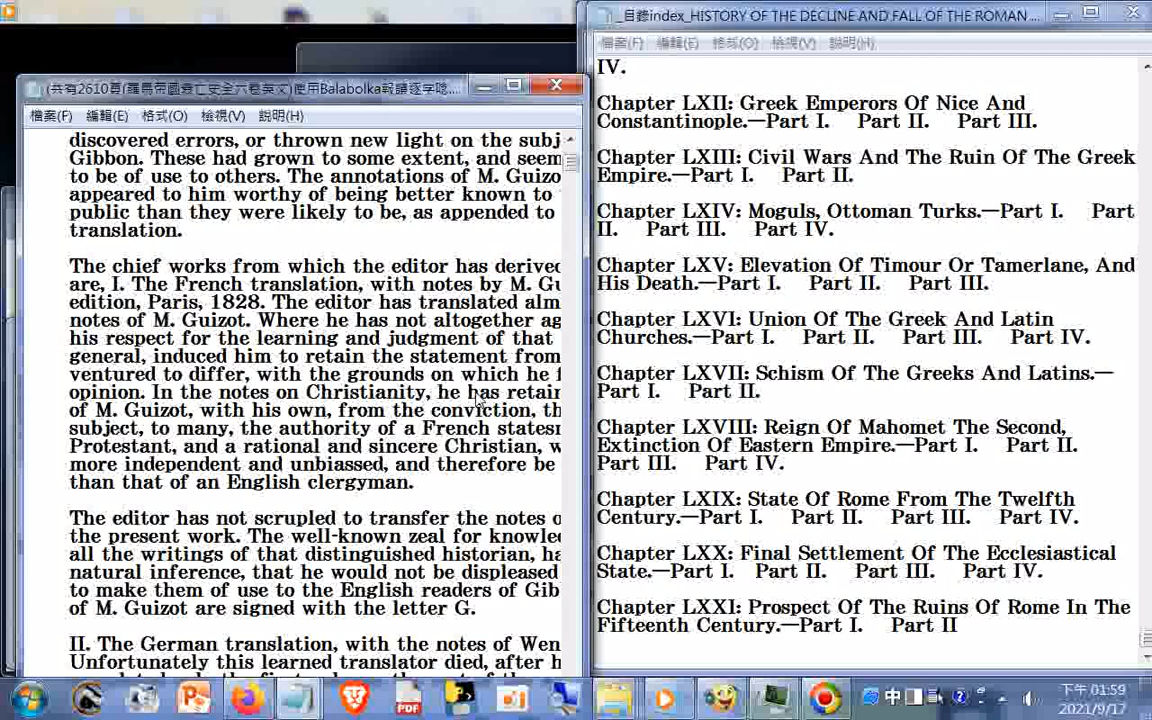 _目錄index_HISTORY OF THE DECLINE AND FALL OF THE ROMAN ...
檔案(F) 編輯(E) 格式(O) 檢視(V) 說明(H)
IV.
Chapter LXII: Greek Emperors Of Nice And
Constantinople.—Part I. Part II. Part III.
Chapter LXIII: Civil Wars And The Ruin Of The Greek
Empire.—Part I. Part II.
Chapter LXIV: Moguls, Ottoman Turks.—Part I. Part
II. Part III. Part IV.
Chapter LXV: Elevation Of Timour Or Tamerlane, And
His Death.—Part I. Part II. Part III.
Chapter LXVI: Union Of The Greek And Latin
Churches.—Part I. Part II. Part III. Part IV.
Chapter LXVII: Schism Of The Greeks And Latins.—
Part I. Part II.
Chapter LXVIII: Reign Of Mahomet The Second,
Extinction Of Eastern Empire.—Part I. Part II.
Part III. Part IV.
Chapter LXIX: State Of Rome From The Twelfth
Century.—Part I. Part II. Part III. Part IV.
Chapter LXX: Final Settlement Of The Ecclesiastical
State.—Part I. Part II. Part III. Part IV.
Chapter LXXI: Prospect Of The Ruins Of Rome In The
Fifteenth Century.—Part I. Part II
(共有2610頁(羅馬帝國衰亡史全六卷英文)使用Balabolka報讀逐字唸....
檔案(F) 編輯(E) 格式(O) 檢視(V) 說明(H)
discovered errors, or thrown new light on the subj
Gibbon. These had grown to some extent, and seem
to be of use to others. The annotations of M. Guizo
appeared to him worthy of being better known to
public than they were likely to be, as appended to
translation.
The chief works from which the editor has derived
are, I. The French translation, with notes by M. Gu
edition, Paris, 1828. The editor has translated alm
notes of M. Guizot. Where he has not altogether ag
his respect for the learning and judgment of that
general, induced him to retain the statement from
ventured to differ, with the grounds on which he f
opinion. In the notes on Christianity, he has retain
of M. Guizot, with his own, from the conviction, th
subject, to many, the authority of a French statesm
Protestant, and a rational and sincere Christian, w
more independent and unbiassed, and therefore be
than that of an English clergyman.
The editor has not scrupled to transfer the notes o
the present work. The well-known zeal for knowled
all the writings of that distinguished historian, ha
natural inference, that he would not be displeased
to make them of use to the English readers of Gib
of M. Guizot are signed with the letter G.
II. The German translation, with the notes of Wen
Unfortunately this learned translator died, after h
PDF
中
下午 01:59
2021/9/17